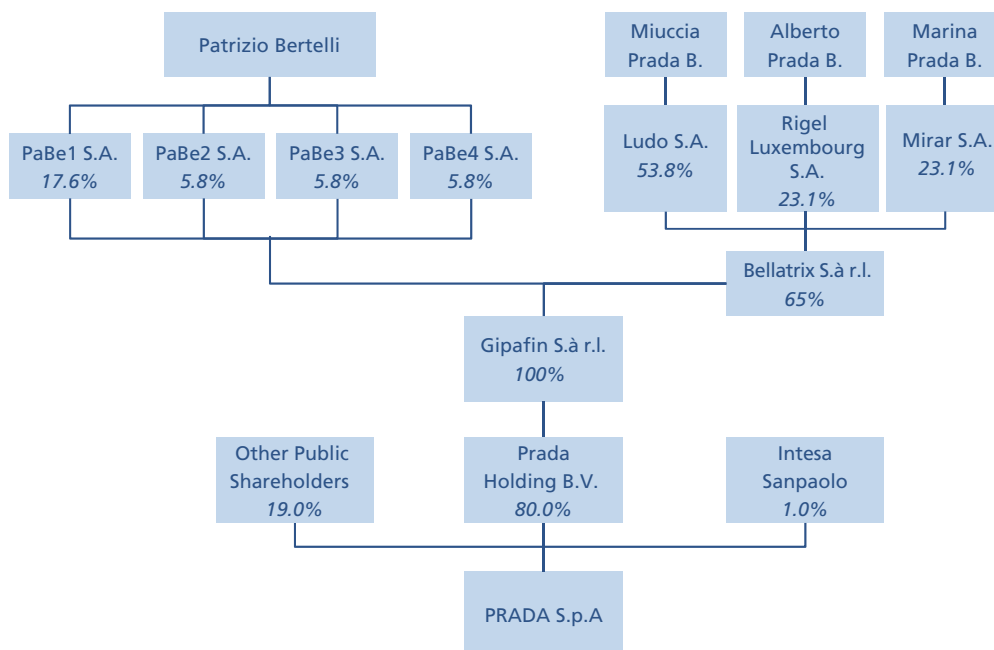 Patrizio Bertelli
Miuccia
Prada B.
Alberto
Prada B.
Marina
Prada B.
PaBe1 S.A.
17.6%
PaBe2 S.A.
5.8%
PaBe3 S.A.
5.8%
PaBe4 S.A.
5.8%
Ludo S.A.
53.8%
Rigel
Luxembourg
S.A.
23.1%
Mirar S.A.
23.1%
Bellatrix S.à r.l.
65%
Gipafin S.à r.l.
100%
Other Public
Shareholders
19.0%
Prada
Holding B.V.
80.0%
Intesa
Sanpaolo
1.0%
PRADA S.p.A